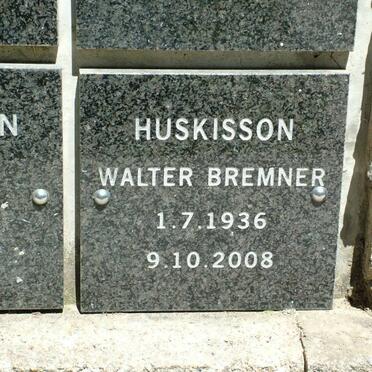 HUSKISSON
WALTER BREMNER
1.7.1936
9.10.2008